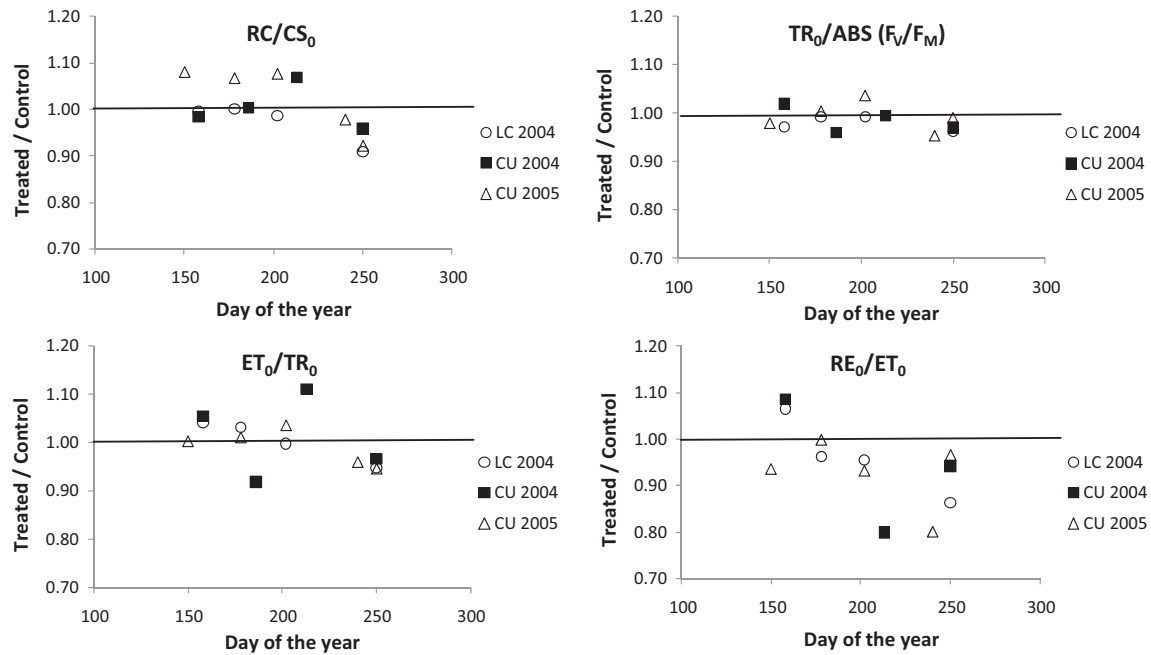 RC/CS₀
1.20
1.10
1.00
0.90
0.80
0.70
Treated / Control
100 150 200 250 300
Day of the year
LC 2004
CU 2004
CU 2005
TR₀/ABS (F_V/F_M)
1.20
1.10
1.00
0.90
0.80
0.70
Treated / Control
100 150 200 250 300
Day of the year
LC 2004
CU 2004
CU 2005
ET₀/TR₀
1.20
1.10
1.00
0.90
0.80
0.70
Treated / Control
100 150 200 250 300
Day of the year
LC 2004
CU 2004
CU 2005
RE₀/ET₀
1.20
1.10
1.00
0.90
0.80
0.70
Treated / Control
100 150 200 250 300
Day of the year
LC 2004
CU 2004
CU 2005